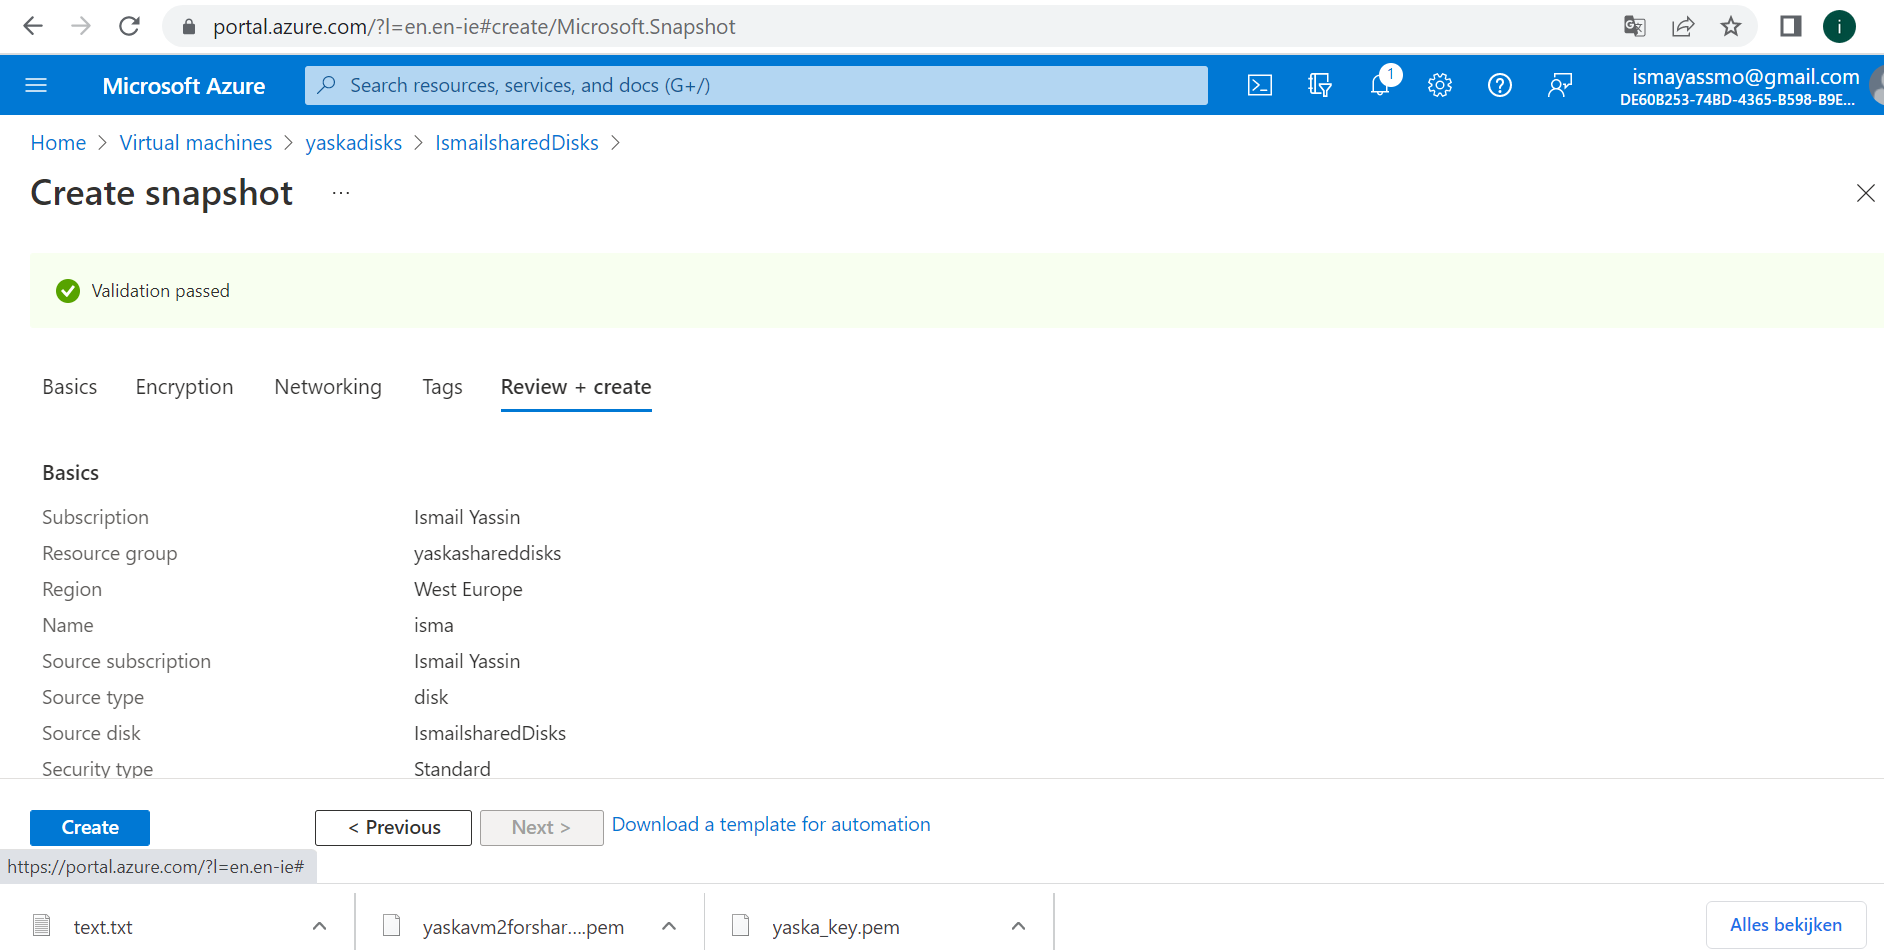 portal.azure.com/?l=en.en-ie#create/Microsoft.Snapshot
i
Microsoft Azure
Search resources, services, and docs (G+/)
1
ismayassmo@gmail.com
DE60B253-74BD-4365-B598-B9E...
Home > Virtual machines > yaskadisks > IsmailsharedDisks >
Create snapshot ...
Validation passed
Basics Encryption Networking Tags Review + create
Basics
Subscription Ismail Yassin
Resource group yaskashareddisks
Region West Europe
Name isma
Source subscription Ismail Yassin
Source type disk
Source disk IsmailsharedDisks
Security type Standard
Create < Previous Next > Download a template for automation
https://portal.azure.com/?l=en.en-ie#
text.txt yaskavm2forshar....pem yaska_key.pem Alles bekijken